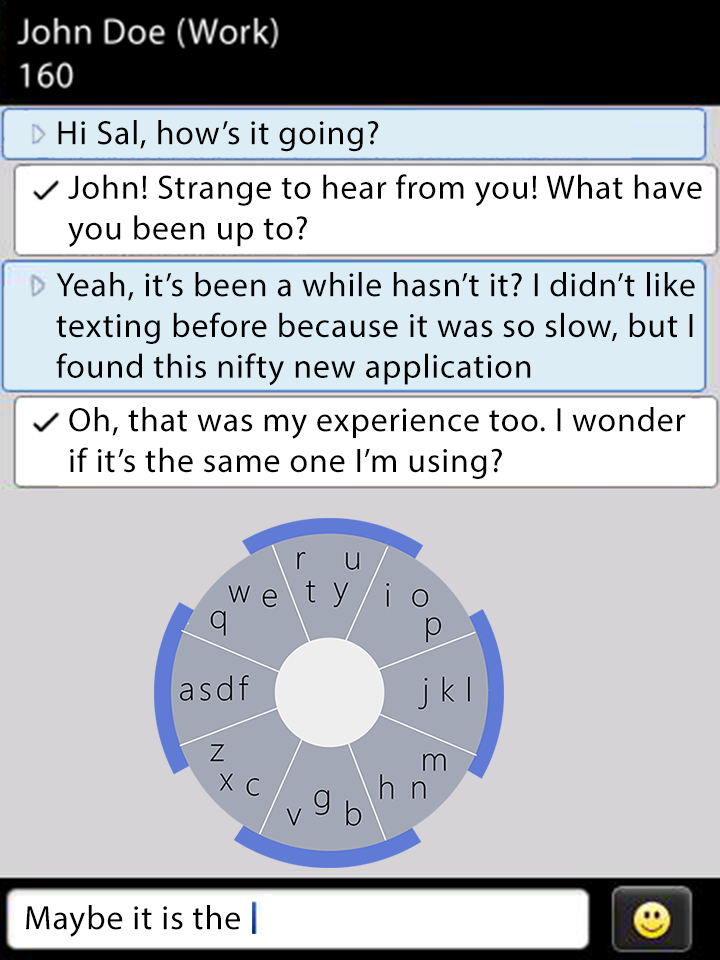 John Doe (Work)
160
Hi Sal, how's it going?
John! Strange to hear from you! What have
you been up to?
Yeah, it's been a while hasn't it? I didn't like
texting before because it was so slow, but I
found this nifty new application
Oh, that was my experience too. I wonder
if it's the same one I'm using?
q w e
r t y u
i o p
a s d f
j k l
z x c
v g b
h n m
Maybe it is the